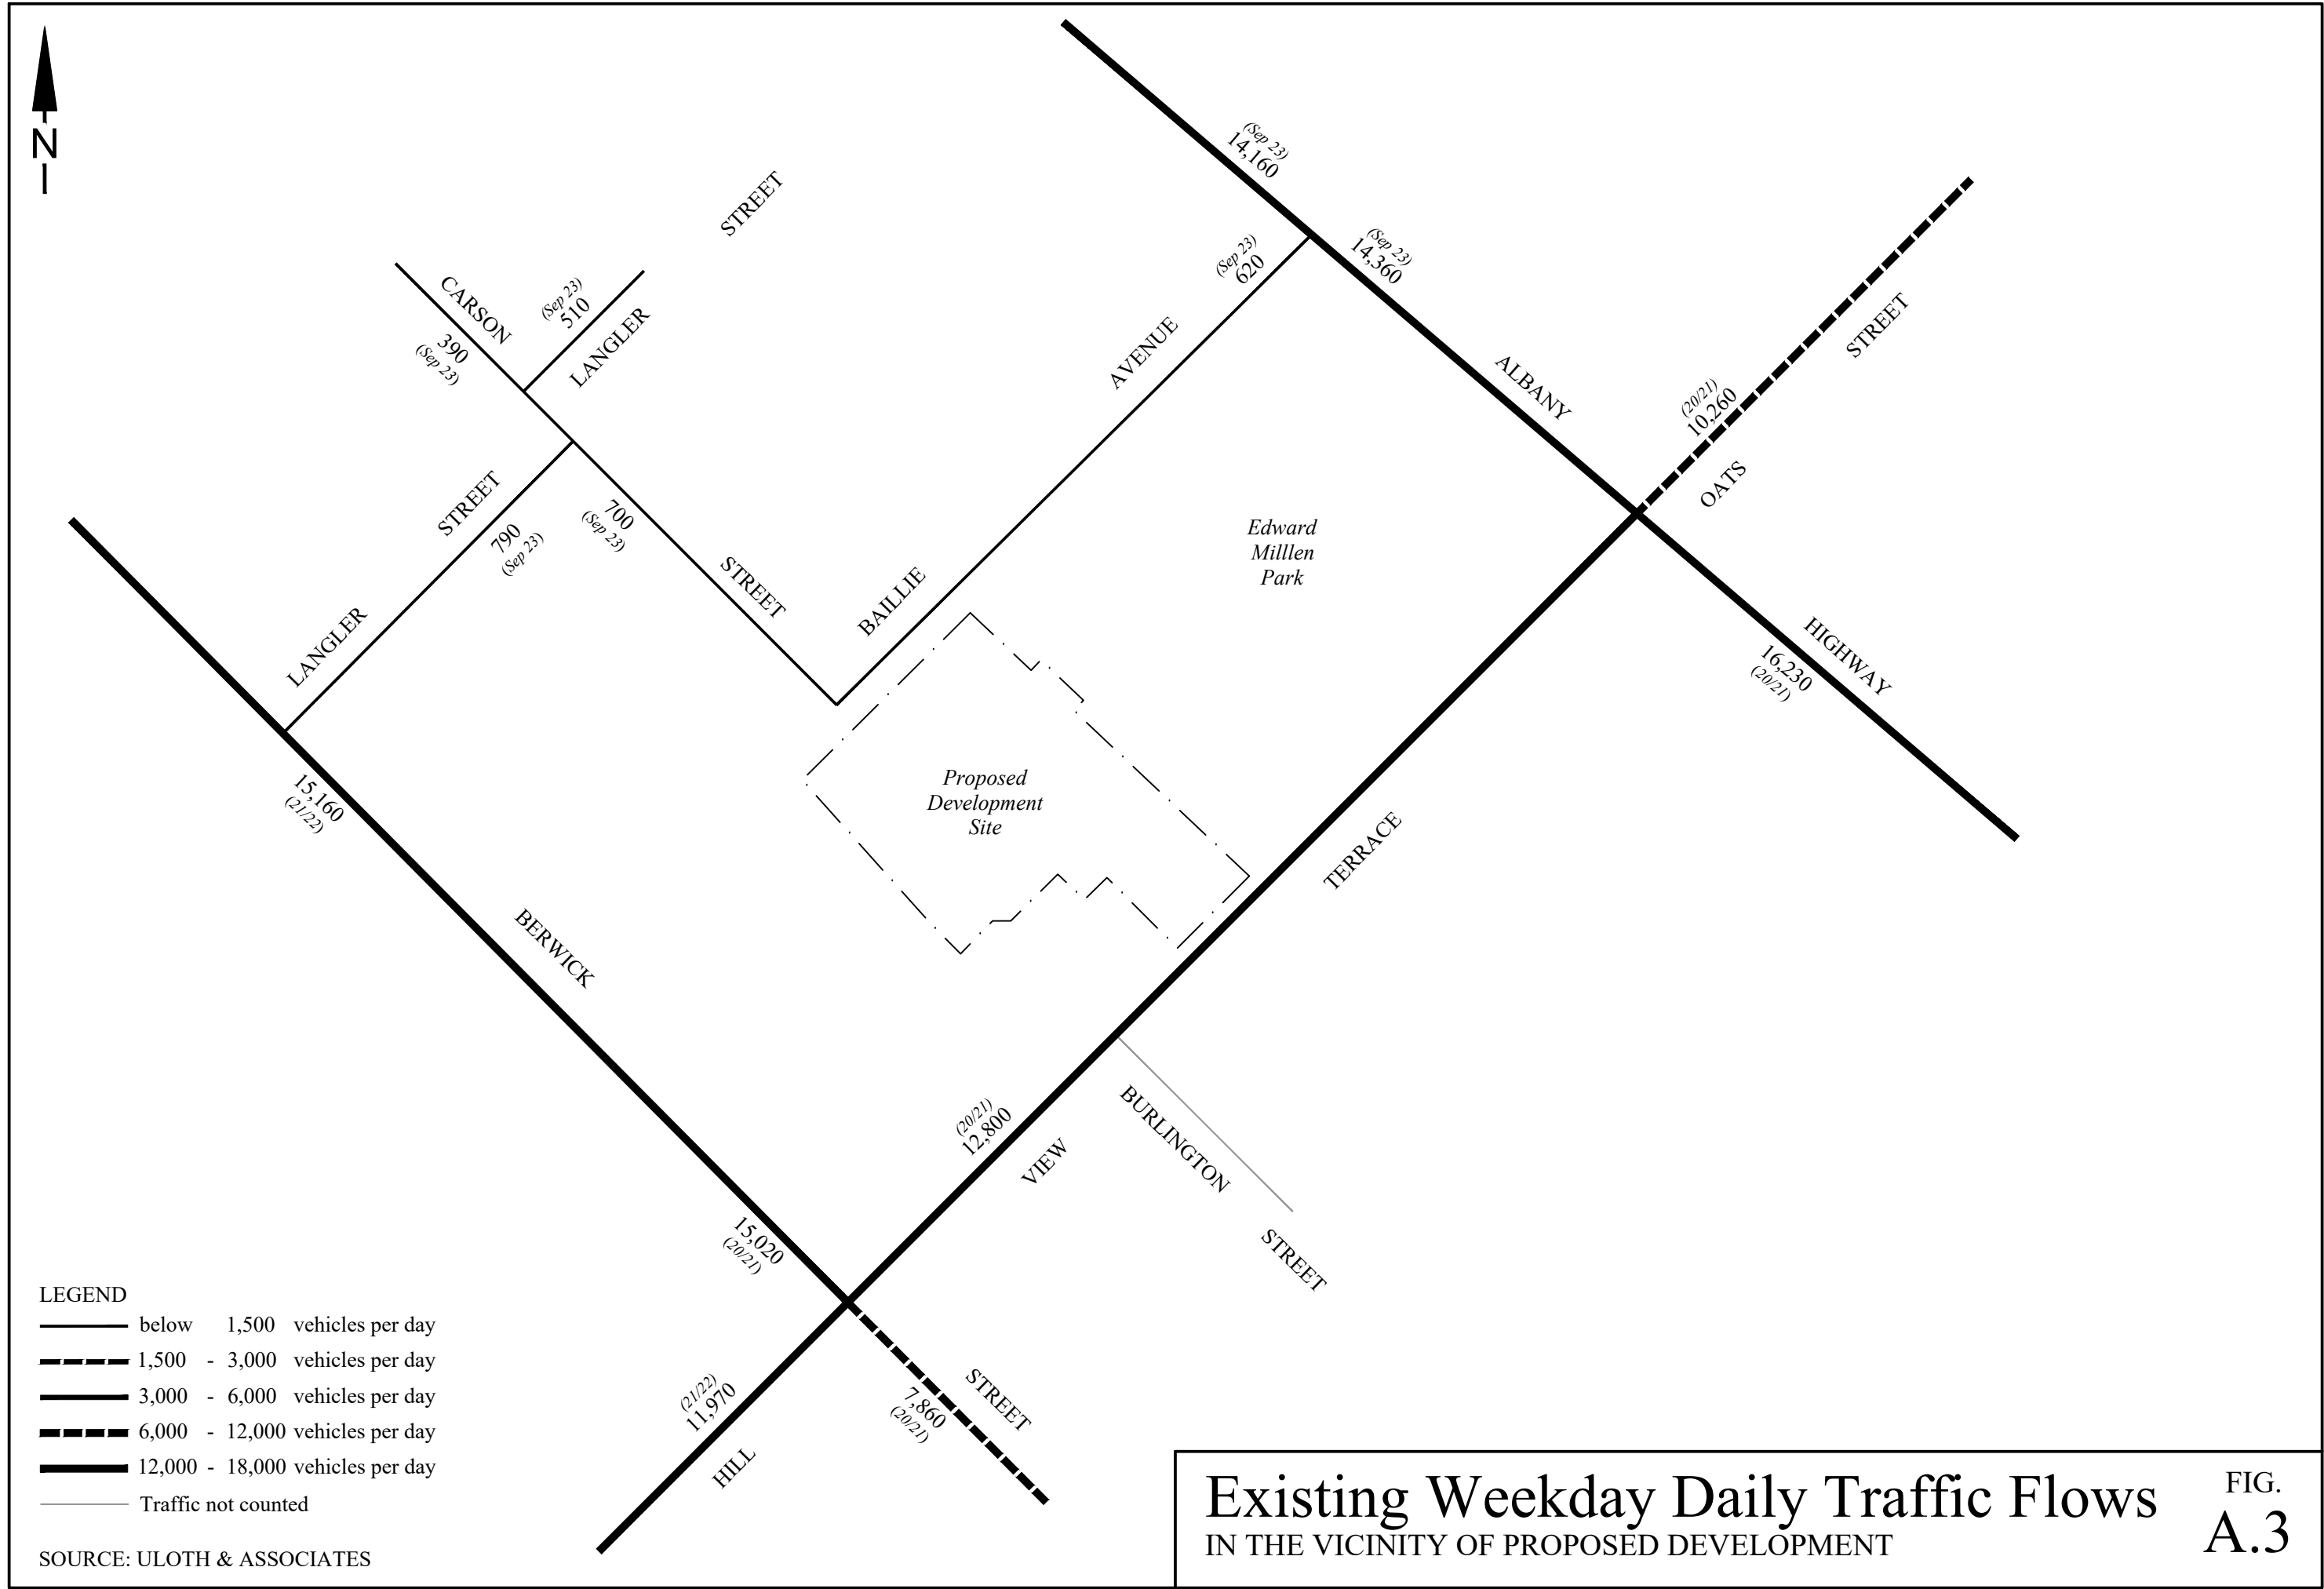 N
(Sep 23)
14,160
STREET
(Sep 23)
14,360
(Sep 23)
620
CARSON
(Sep 23)
510
LANGLER
390
(Sep 23)
AVENUE
STREET
ALBANY
(20/21)
10,260
OATS
STREET
790
(Sep 23)
700
(Sep 23)
Edward
Milllen
Park
STREET
BAILLIE
LANGLER
HIGHWAY
16,230
(20/21)
15,160
(21/22)
Proposed
Development
Site
TERRACE
BERWICK
(20/21)
12,800
VIEW
BURLINGTON
STREET
15,020
(20/21)
(21/22)
11,970
HILL
7,860
(20/21)
STREET
LEGEND
below 1,500 vehicles per day
1,500 - 3,000 vehicles per day
3,000 - 6,000 vehicles per day
6,000 - 12,000 vehicles per day
12,000 - 18,000 vehicles per day
Traffic not counted
SOURCE: ULOTH & ASSOCIATES
Existing Weekday Daily Traffic Flows
IN THE VICINITY OF PROPOSED DEVELOPMENT
FIG.
A.3